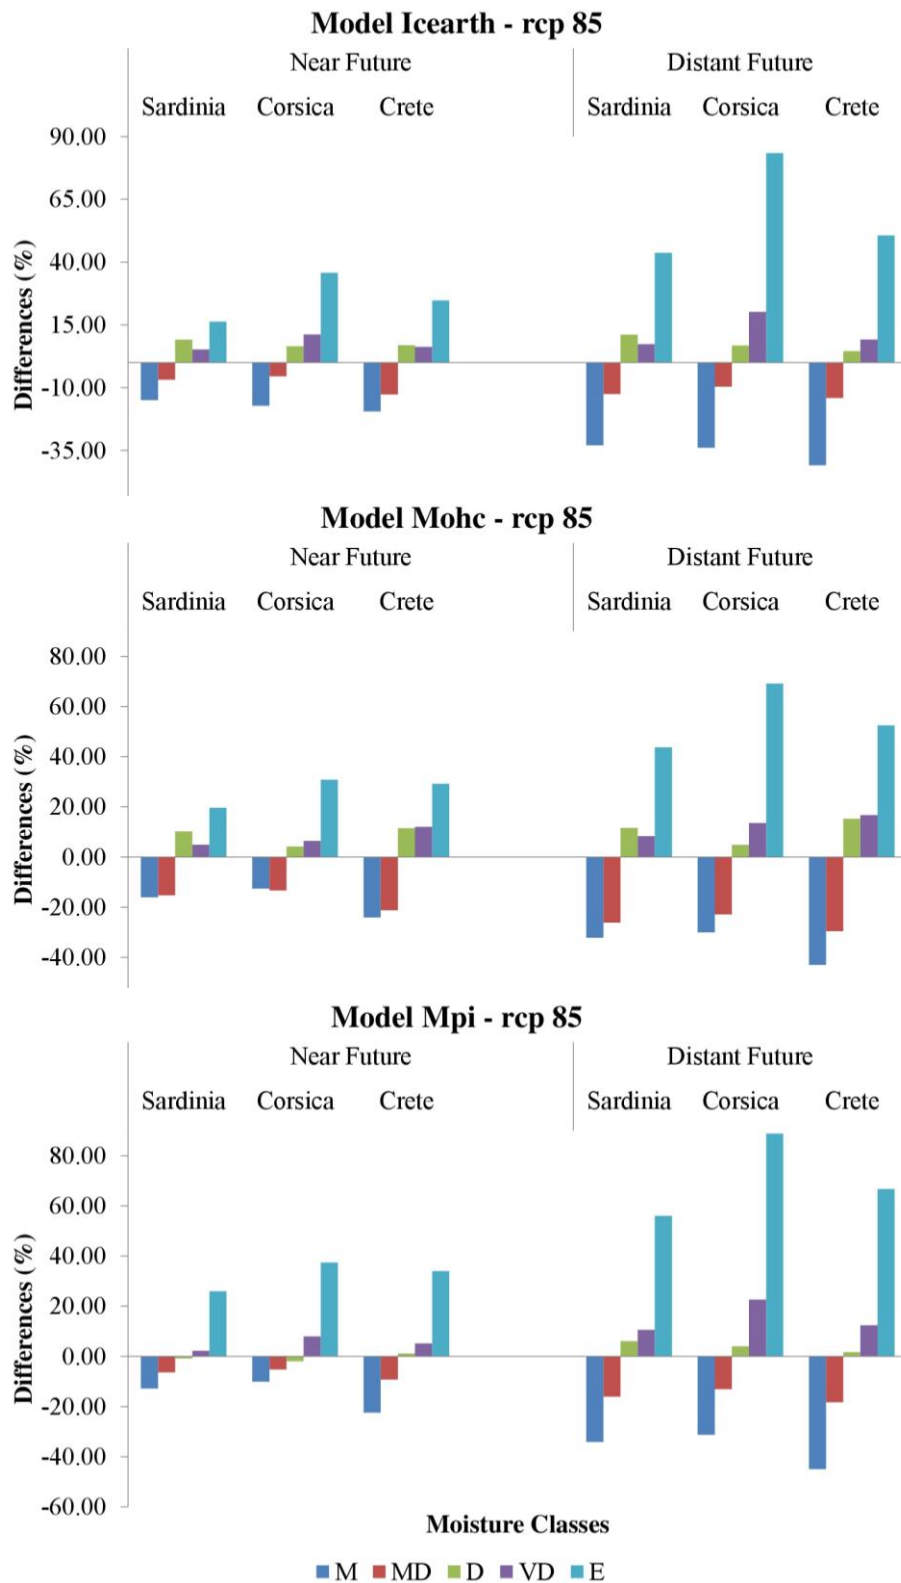 Model Icearth - rcp 85
Near Future Distant Future
Sardinia Corsica Crete Sardinia Corsica Crete
90.00
65.00
40.00
15.00
-10.00
-35.00
Differences (%)
Model Mohc - rcp 85
Near Future Distant Future
Sardinia Corsica Crete Sardinia Corsica Crete
80.00
60.00
40.00
20.00
0.00
-20.00
-40.00
Differences (%)
Model Mpi - rcp 85
Near Future Distant Future
Sardinia Corsica Crete Sardinia Corsica Crete
80.00
60.00
40.00
20.00
0.00
-20.00
-40.00
-60.00
Differences (%)
Moisture Classes
M MD D VD E